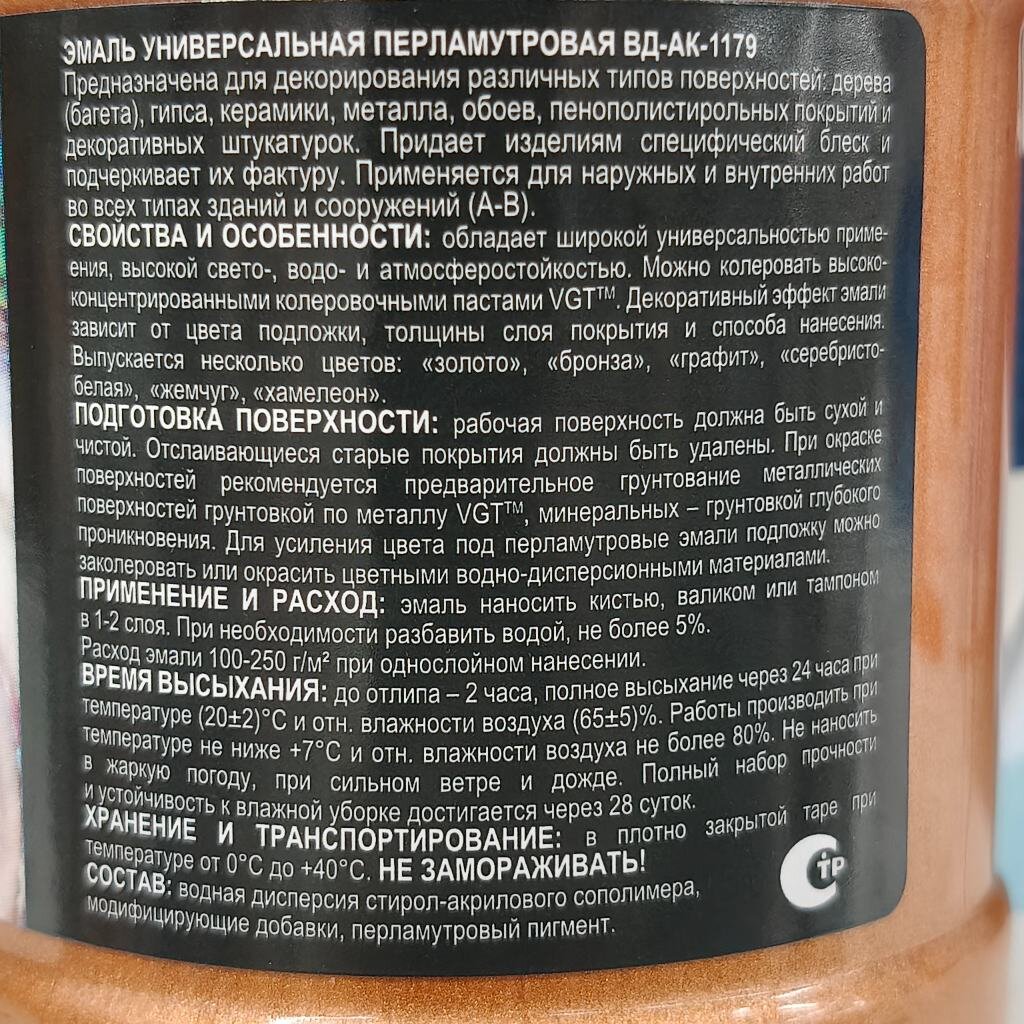 ЭМАЛЬ УНИВЕРСАЛЬНАЯ ПЕРЛАМУТРОВАЯ ВД-АК-1179
Предназначена для декорирования различных типов поверхностей: дерева
(багета), гипса, керамики, металла, обоев, пенополистирольных покрытий и
декоративных штукатурок. Придает изделиям специфический блеск и
подчеркивает их фактуру. Применяется для наружных и внутренних работ
во всех типах зданий и сооружений (А-В).
СВОЙСТВА И ОСОБЕННОСТИ: обладает широкой универсальностью приме-
ения, высокой свето-, водо- и атмосферостойкостью. Можно колеровать высоко-
концентрированными колеровочными пастами VGT™. Декоративный эффект эмали
зависит от цвета подложки, толщины слоя покрытия и способа нанесения.
Выпускается несколько цветов: «золото», «бронза», «графит», «серебристо-
белая», «жемчуг», «хамелеон».
ПОДГОТОВКА ПОВЕРХНОСТИ: рабочая поверхность должна быть сухой и
чистой. Отслаивающиеся старые покрытия должны быть удалены. При окраске
поверхностей рекомендуется предварительное грунтование металлических
поверхностей грунтовкой по металлу VGT™, минеральных – грунтовкой глубокого
проникновения. Для усиления цвета под перламутровые эмали подложку можно
заколеровать или окрасить цветными водно-дисперсионными материалами.
ПРИМЕНЕНИЕ И РАСХОД: эмаль наносить кистью, валиком или тампоном
в 1-2 слоя. При необходимости разбавить водой, не более 5%.
Расход эмали 100-250 г/м² при однослойном нанесении.
ВРЕМЯ ВЫСЫХАНИЯ: до отлипа – 2 часа, полное высыхание через 24 часа при
температуре (20±2)°С и отн. влажности воздуха (65±5)%. Работы производить при
температуре не ниже +7°С и отн. влажности воздуха не более 80%. Не наносить
в жаркую погоду, при сильном ветре и дожде. Полный набор прочности
и устойчивость к влажной уборке достигается через 28 суток.
ХРАНЕНИЕ И ТРАНСПОРТИРОВАНИЕ: в плотно закрытой таре при
температуре от 0°С до +40°С. НЕ ЗАМОРАЖИВАТЬ!
СОСТАВ: водная дисперсия стирол-акрилового сополимера,
модифицирующие добавки, перламутровый пигмент.
СТР